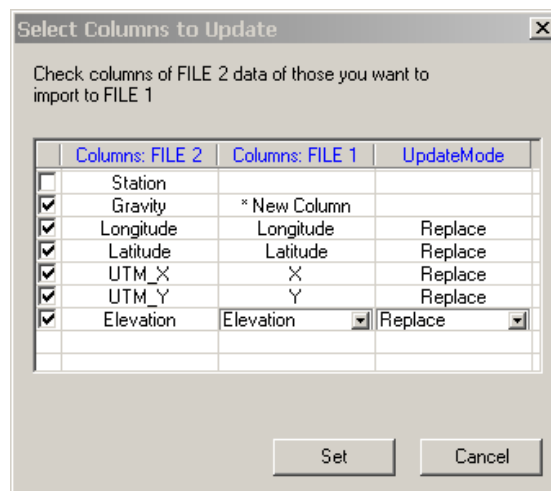 Select Columns to Update
Check columns of FILE 2 data of those you want to
import to FILE 1
Columns: FILE 2 Columns: FILE 1 UpdateMode
Station
Gravity * New Column
Longitude Longitude Replace
Latitude Latitude Replace
UTM_X X Replace
UTM_Y Y Replace
Elevation Elevation Replace
Set Cancel